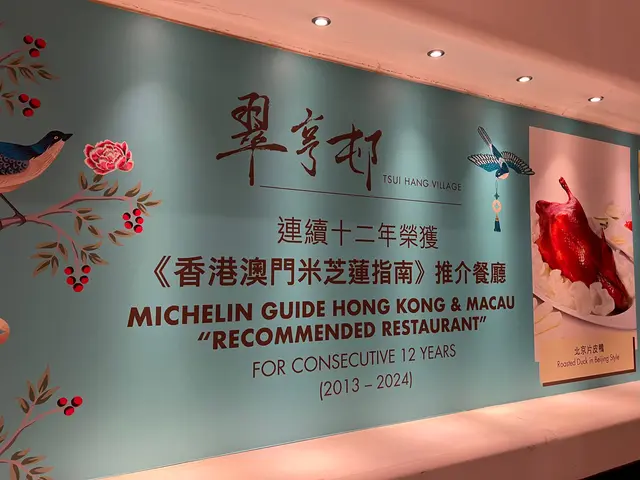 翠亨邨
TSUI HANG VILLAGE
連續十二年榮獲
《香港澳門米芝蓮指南》推介餐廳
MICHELIN GUIDE HONG KONG & MACAU
“RECOMMENDED RESTAURANT”
FOR CONSECUTIVE 12 YEARS
(2013 – 2024)
北京片皮鴨
Roasted Duck in Beijing Style